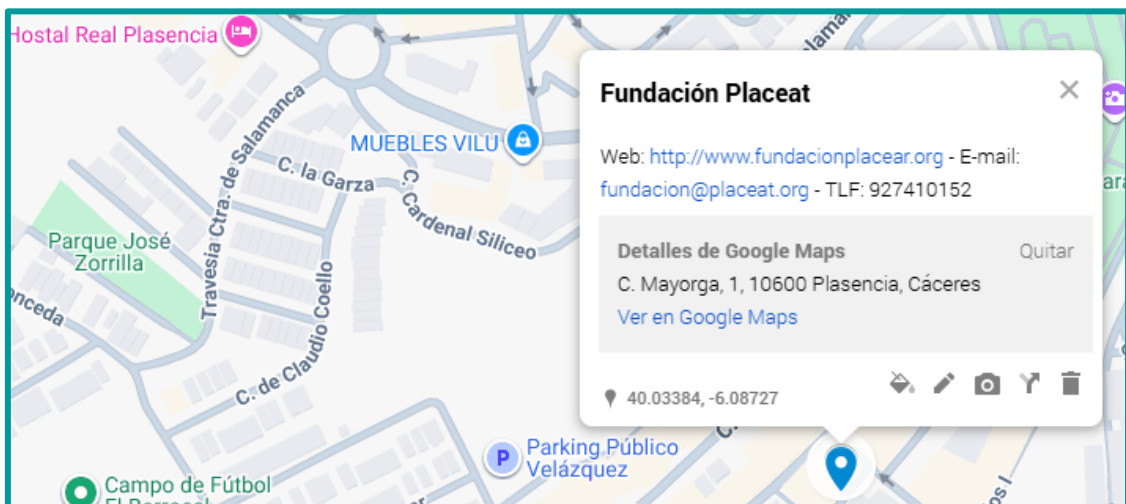 Hostal Real Plasencia
MUEBLES VILU
Travesía Ctra. de Salamanca
C. la Garza
C. Cardenal Siliceo
Parque José
Zorrilla
C. de Claudio Coello
Campo de Fútbol
Parking Público
Velázquez
P
Fundación Placeat
Web: http://www.fundacionplacear.org - E-mail:
fundacion@placeat.org - TLF: 927410152
Detalles de Google Maps
Quitar
C. Mayorga, 1, 10600 Plasencia, Cáceres
Ver en Google Maps
40.03384, -6.08727